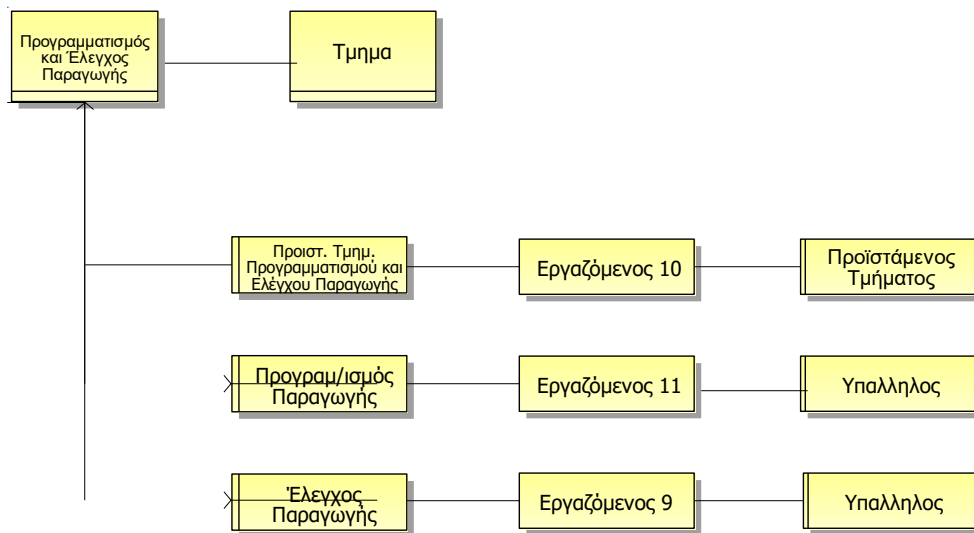 Προγραμματισμός
και Έλεγχος
Παραγωγής
Τμημα
Προιστ. Τμημ.
Προγραμματισμού και
Ελέγχου Παραγωγής
Εργαζόμενος 10
Προϊστάμενος
Τμήματος
Προγραμ/ισμός
Παραγωγής
Εργαζόμενος 11
Υπαλληλος
Έλεγχος
Παραγωγής
Εργαζόμενος 9
Υπαλληλος